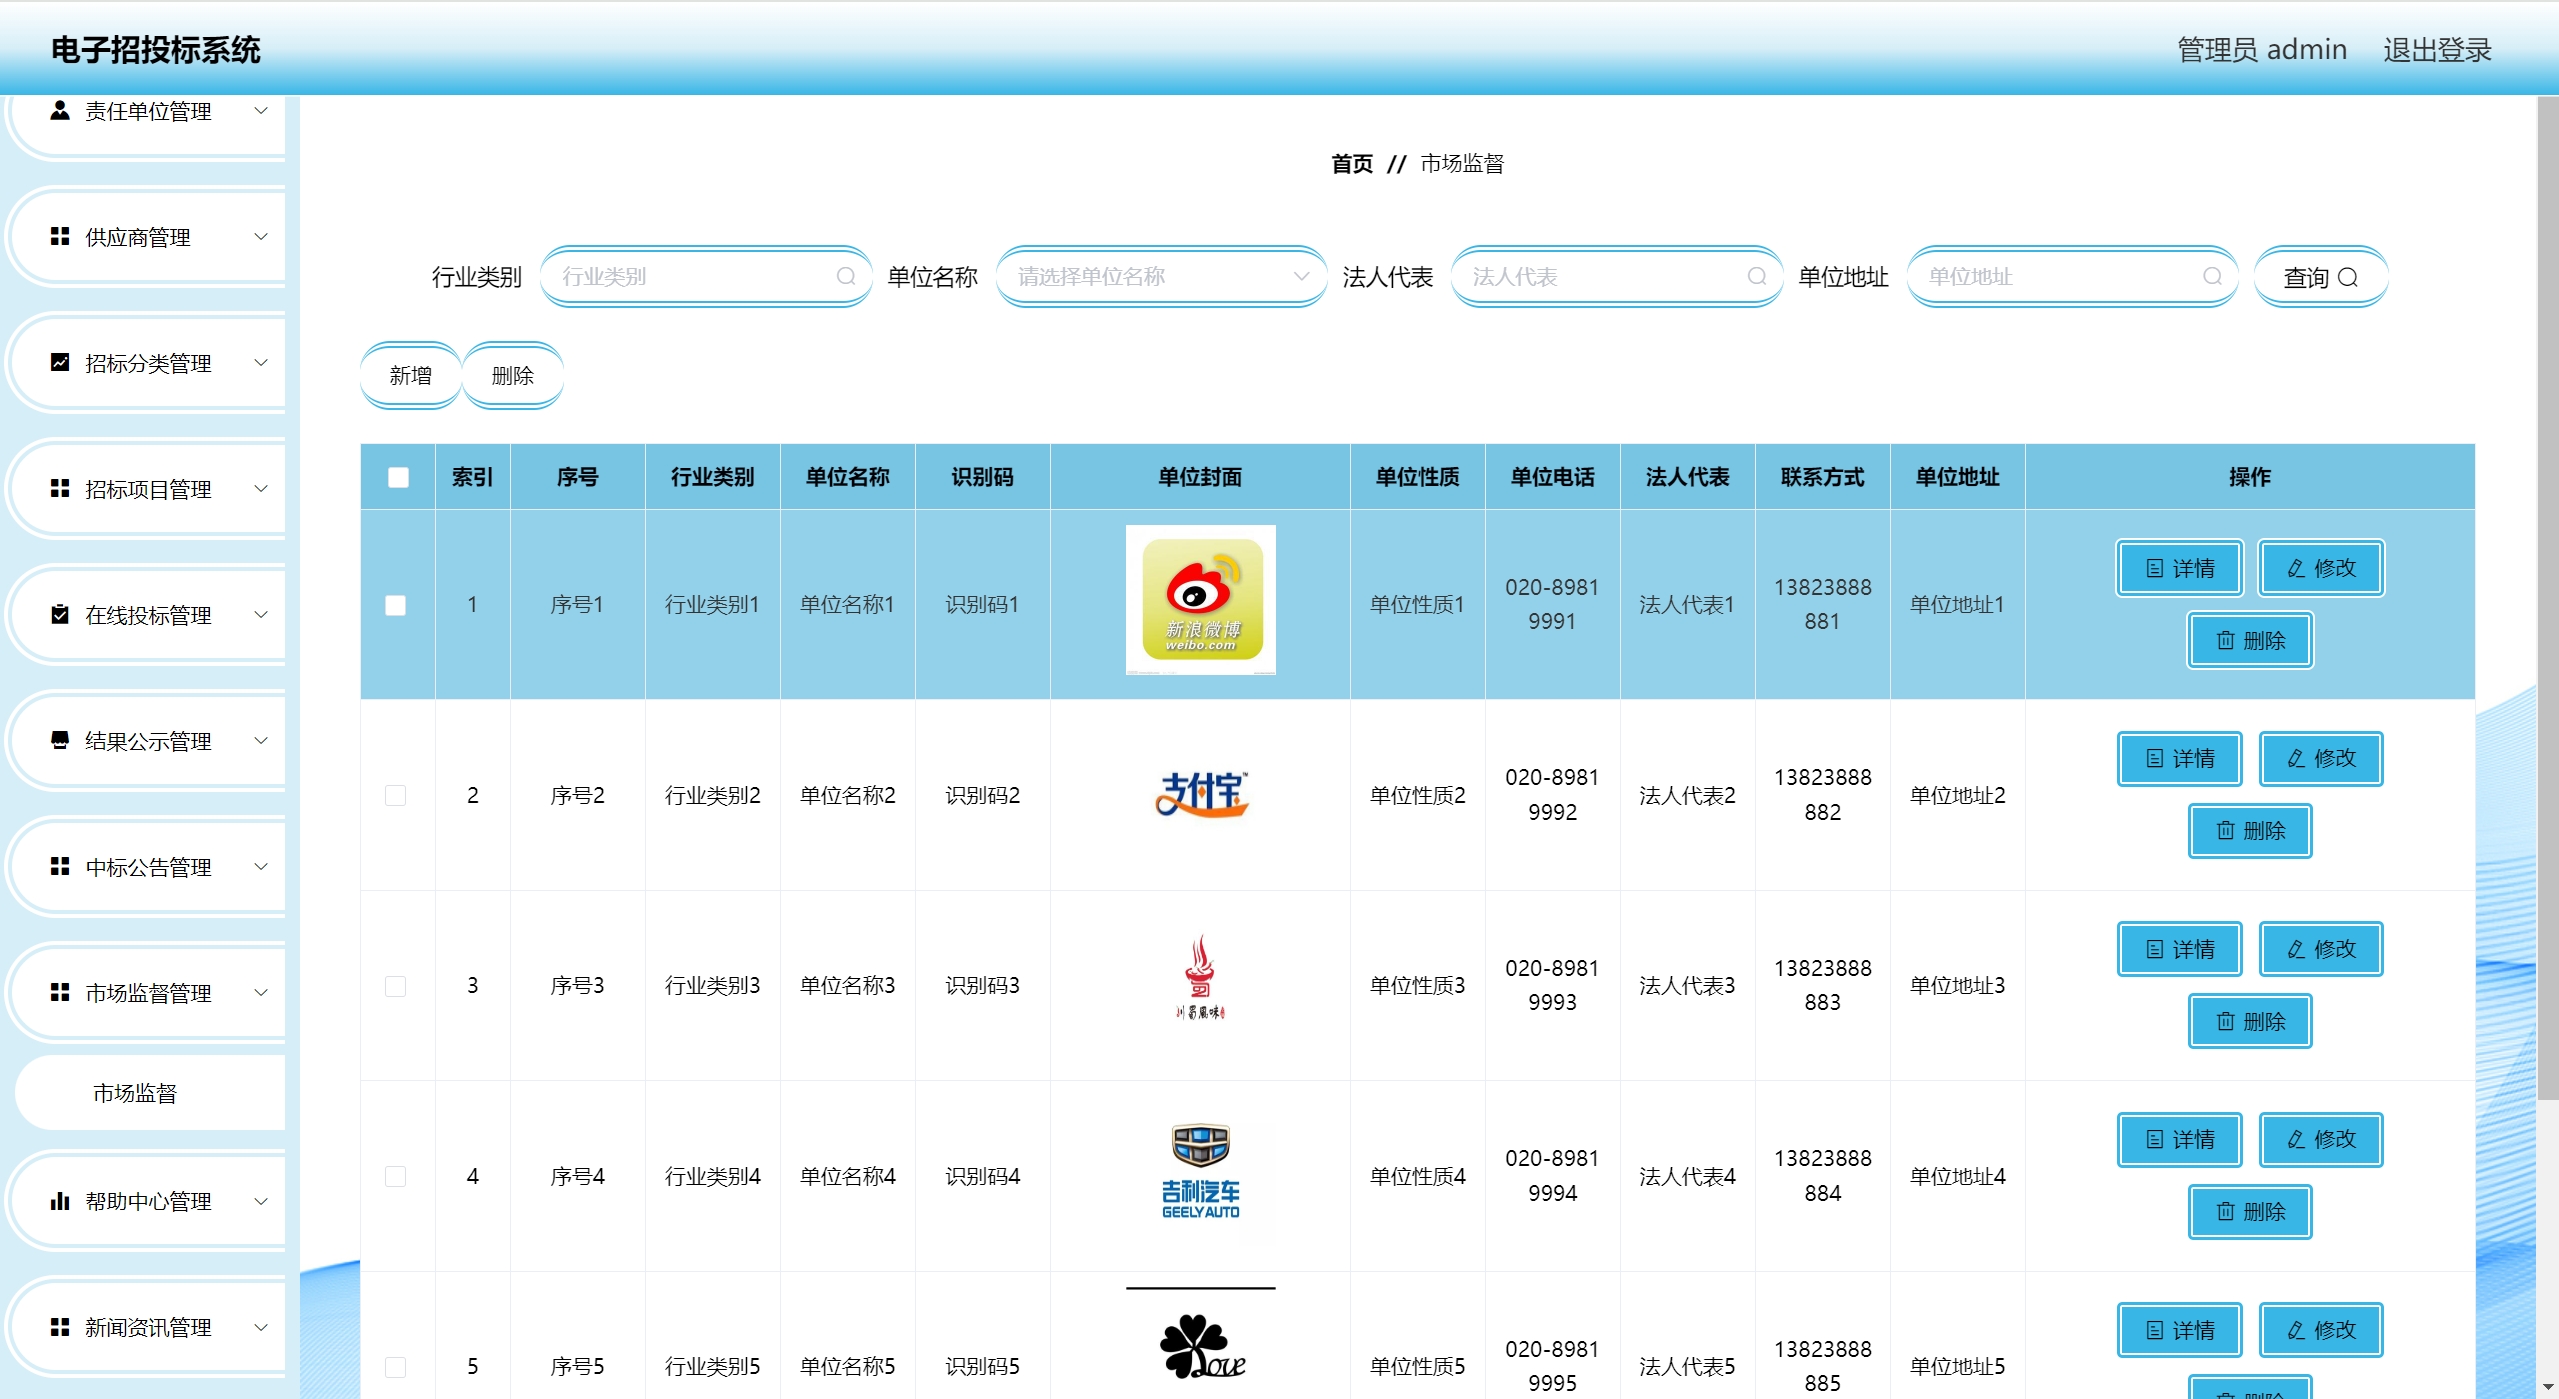 电子招投标系统
管理员 admin 退出登录
责任单位管理
供应商管理
招标分类管理
招标项目管理
在线投标管理
结果公示管理
中标公告管理
市场监督管理
市场监督
帮助中心管理
新闻资讯管理
首页 // 市场监督
行业类别 行业类别 单位名称 请选择单位名称 法人代表 法人代表 单位地址 单位地址 查询
新增 删除
索引 序号 行业类别 单位名称 识别码 单位封面 单位性质 单位电话 法人代表 联系方式 单位地址 操作
1 序号1 行业类别1 单位名称1 识别码1 新浪微博 weibo.com 单位性质1 020-89819991 法人代表1 13823888881 单位地址1 详情 修改 删除
2 序号2 行业类别2 单位名称2 识别码2 支付宝 单位性质2 020-89819992 法人代表2 13823888882 单位地址2 详情 修改 删除
3 序号3 行业类别3 单位名称3 识别码3 川蜀風味 单位性质3 020-89819993 法人代表3 13823888883 单位地址3 详情 修改 删除
4 序号4 行业类别4 单位名称4 识别码4 吉利汽车 GEELY AUTO 单位性质4 020-89819994 法人代表4 13823888884 单位地址4 详情 修改 删除
5 序号5 行业类别5 单位名称5 识别码5 Love 单位性质5 020-89819995 法人代表5 13823888885 单位地址5 详情 修改 删除